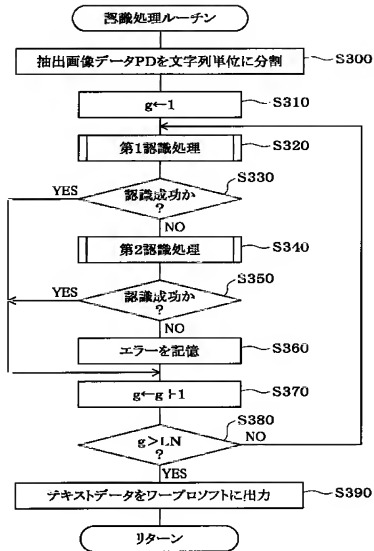 認識処理ルーチン
抽出画像データPDを文字列単位に分割
S300
g←1
S310
第1認識処理
S320
S330
YES
認識成功か
?
NO
第2認識処理
S340
S350
YES
認識成功か
?
NO
エラーを記憶
S360
g←g+1
S370
S380
g>LN
?
NO
YES
テキストデータをワープロソフトに出力
S390
リターン